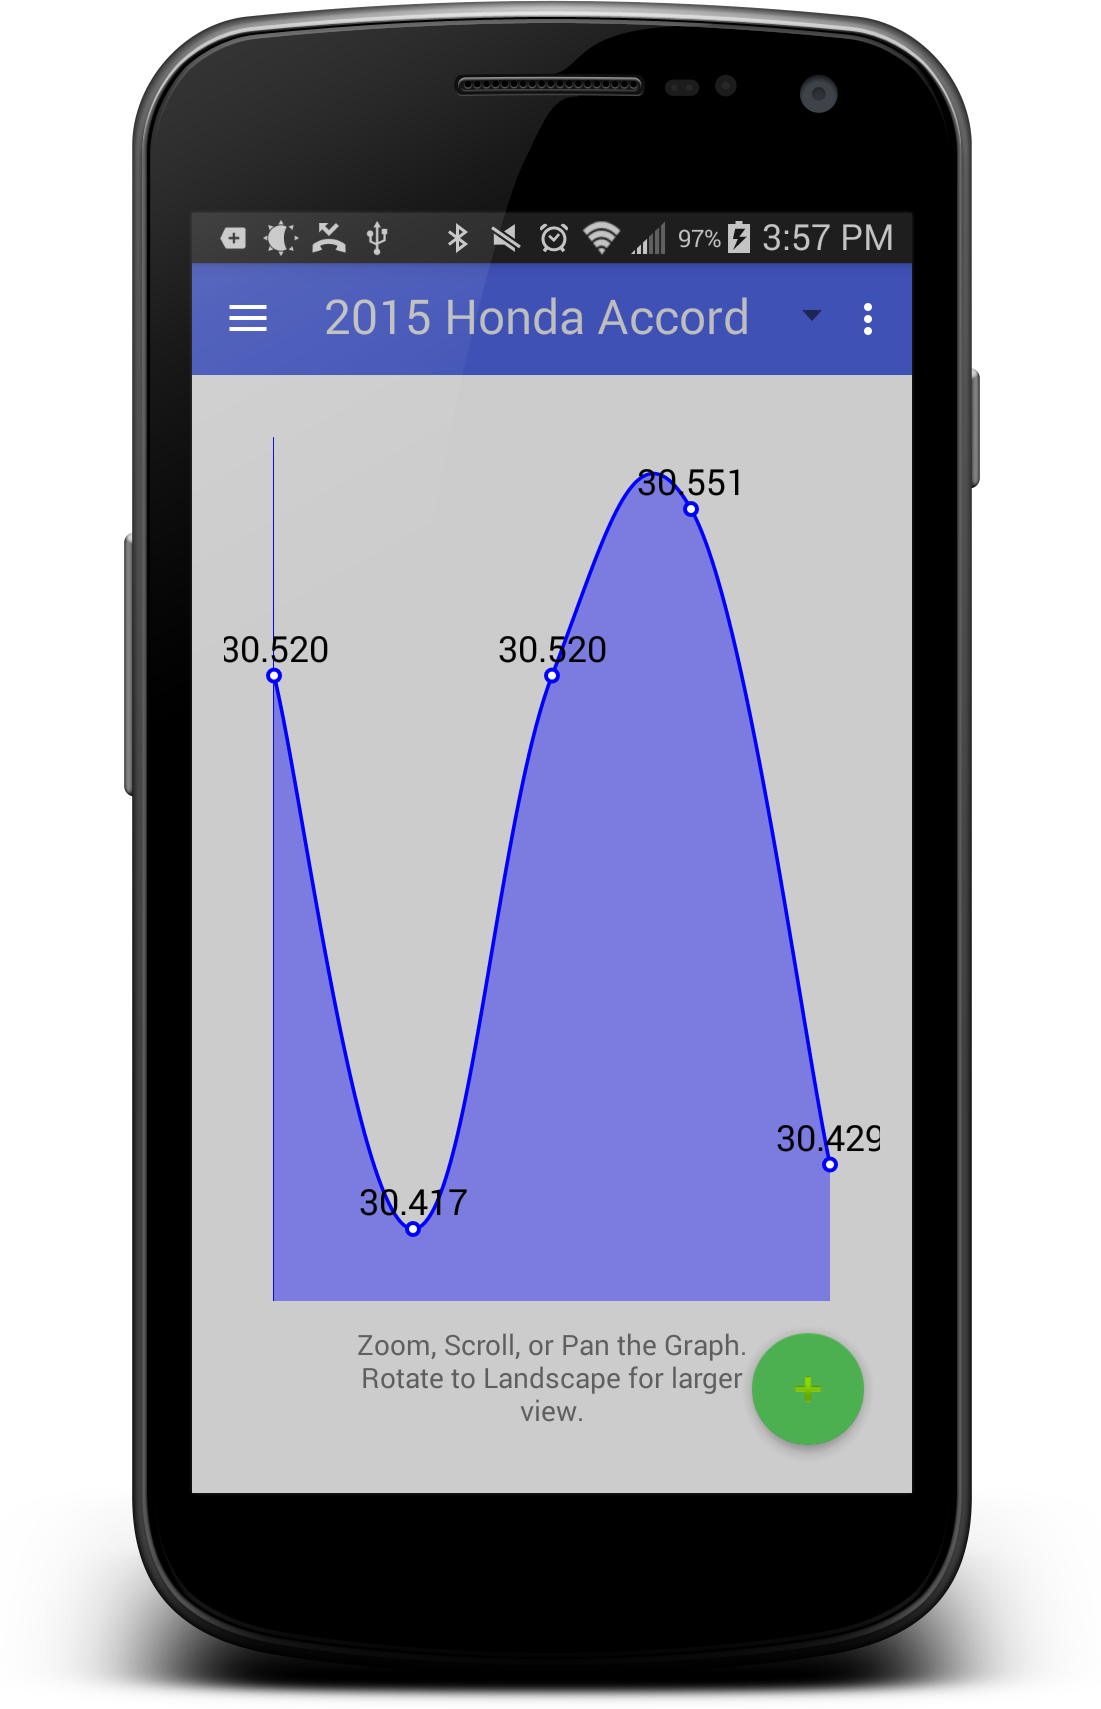 97% 3:57 PM
2015 Honda Accord
30.551
30.520 30.520
30.429
30.417
Zoom, Scroll, or Pan the Graph.
Rotate to Landscape for larger
view.